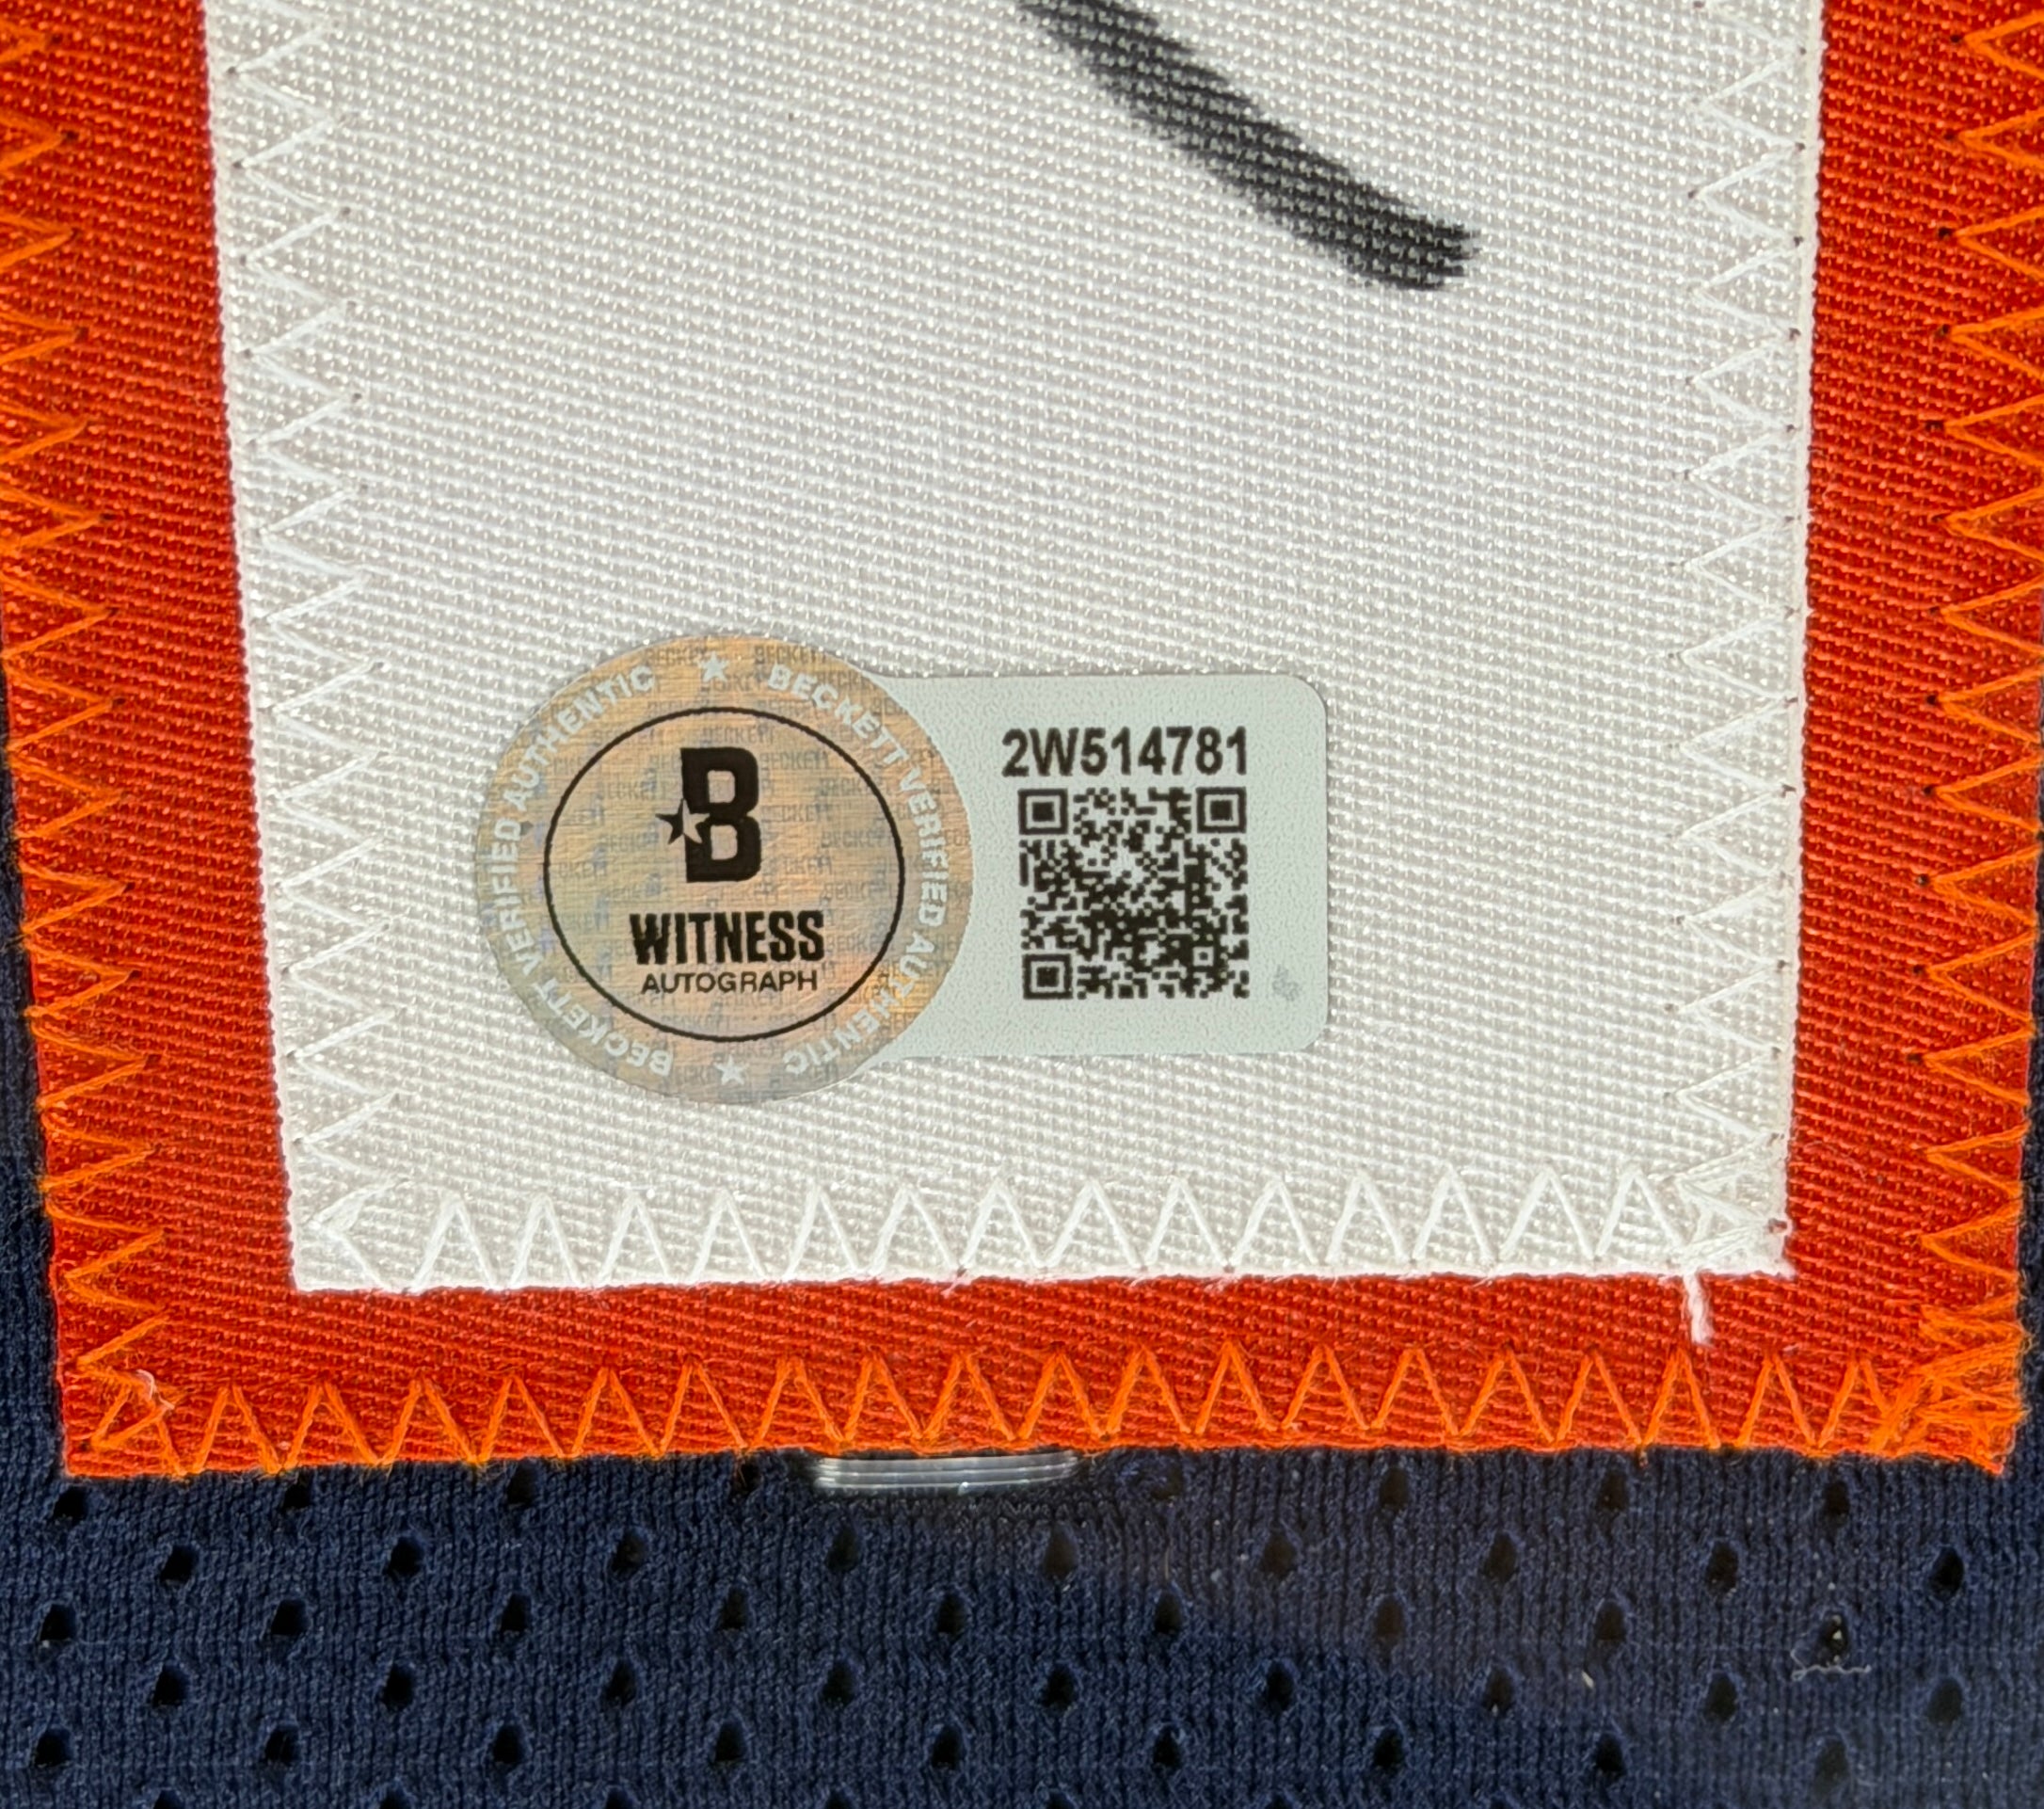 BECKETT VERIFIED AUTHENTIC ★ BECKETT VERIFIED AUTHENTIC ★
B
WITNESS
AUTOGRAPH
2W514781